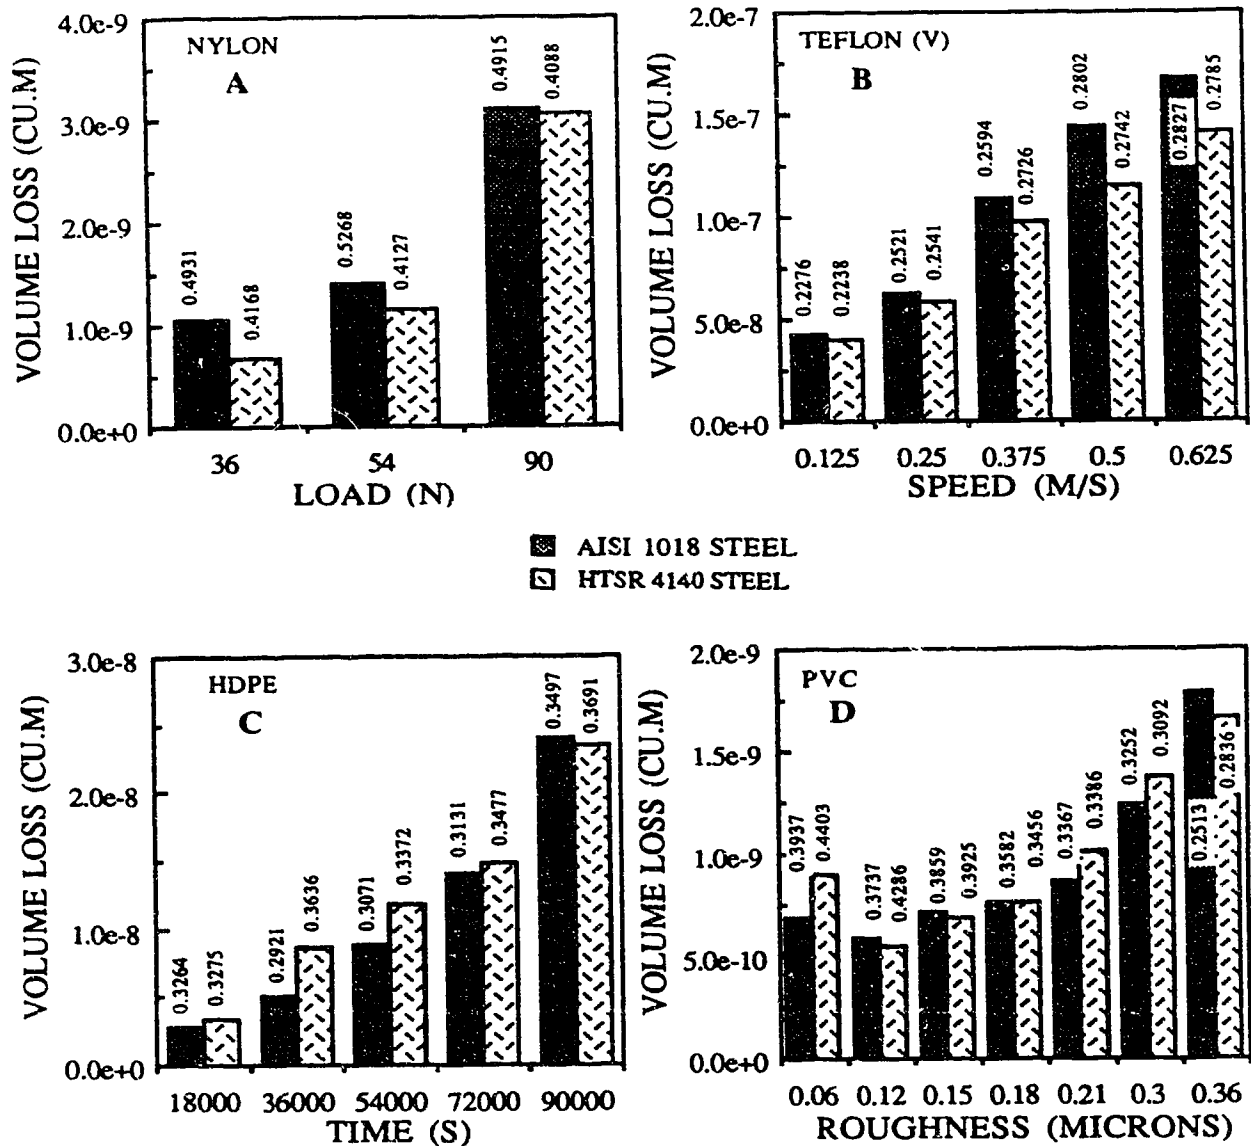 NYLON
A
VOLUME LOSS (CU.M)
4.0e-9
3.0e-9
2.0e-9
1.0e-9
0.0e+0
0.4931
0.4168
0.5268
0.4127
0.4915
0.4088
36 54 90
LOAD (N)
TEFLON (V)
B
VOLUME LOSS (CU.M)
2.0e-7
1.5e-7
1.0e-7
5.0e-8
0.0e+0
0.2276
0.2238
0.2521
0.2541
0.2594
0.2726
0.2802
0.2742
0.2827
0.2785
0.125 0.25 0.375 0.5 0.625
SPEED (M/S)
AISI 1018 STEEL
HTSR 4140 STEEL
HDPE
C
VOLUME LOSS (CU.M)
3.0e-8
2.0e-8
1.0e-8
0.0e+0
0.3264
0.3275
0.2921
0.3636
0.3071
0.3372
0.3131
0.3477
0.3497
0.3691
18000 36000 54000 72000 90000
TIME (S)
PVC
D
VOLUME LOSS (CU.M)
2.0e-9
1.5e-9
1.0e-9
5.0e-10
0.0e+0
0.3937
0.4403
0.3737
0.4286
0.3859
0.3925
0.3582
0.3456
0.3367
0.3386
0.3252
0.3092
0.2513
0.2836
0.06 0.12 0.15 0.18 0.21 0.3 0.36
ROUGHNESS (MICRONS)